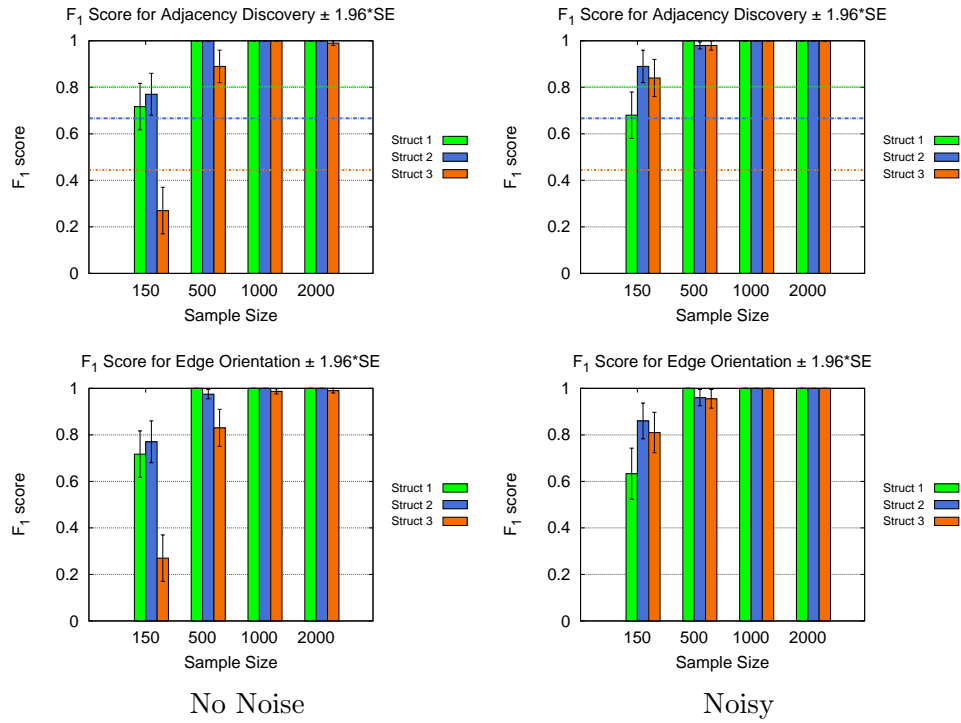 F1 Score for Adjacency Discovery ± 1.96*SE
F1 score
1
0.8
0.6
0.4
0.2
0
150 500 1000 2000
Sample Size
Struct 1
Struct 2
Struct 3
F1 Score for Adjacency Discovery ± 1.96*SE
F1 score
1
0.8
0.6
0.4
0.2
0
150 500 1000 2000
Sample Size
Struct 1
Struct 2
Struct 3
F1 Score for Edge Orientation ± 1.96*SE
F1 score
1
0.8
0.6
0.4
0.2
0
150 500 1000 2000
Sample Size
Struct 1
Struct 2
Struct 3
No Noise
F1 Score for Edge Orientation ± 1.96*SE
F1 score
1
0.8
0.6
0.4
0.2
0
150 500 1000 2000
Sample Size
Struct 1
Struct 2
Struct 3
Noisy